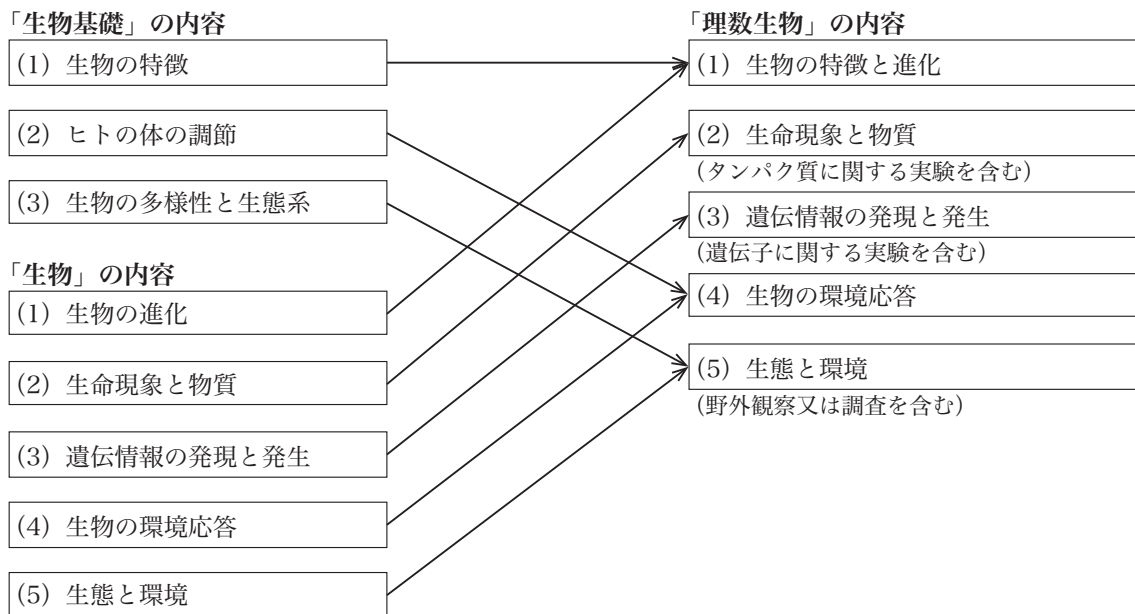 「生物基礎」の内容
(1) 生物の特徴
(2) ヒトの体の調節
(3) 生物の多様性と生態系
「生物」の内容
(1) 生物の進化
(2) 生命現象と物質
(3) 遺伝情報の発現と発生
(4) 生物の環境応答
(5) 生態と環境
「理数生物」の内容
(1) 生物の特徴と進化
(2) 生命現象と物質
(タンパク質に関する実験を含む)
(3) 遺伝情報の発現と発生
(遺伝子に関する実験を含む)
(4) 生物の環境応答
(5) 生態と環境
(野外観察又は調査を含む)